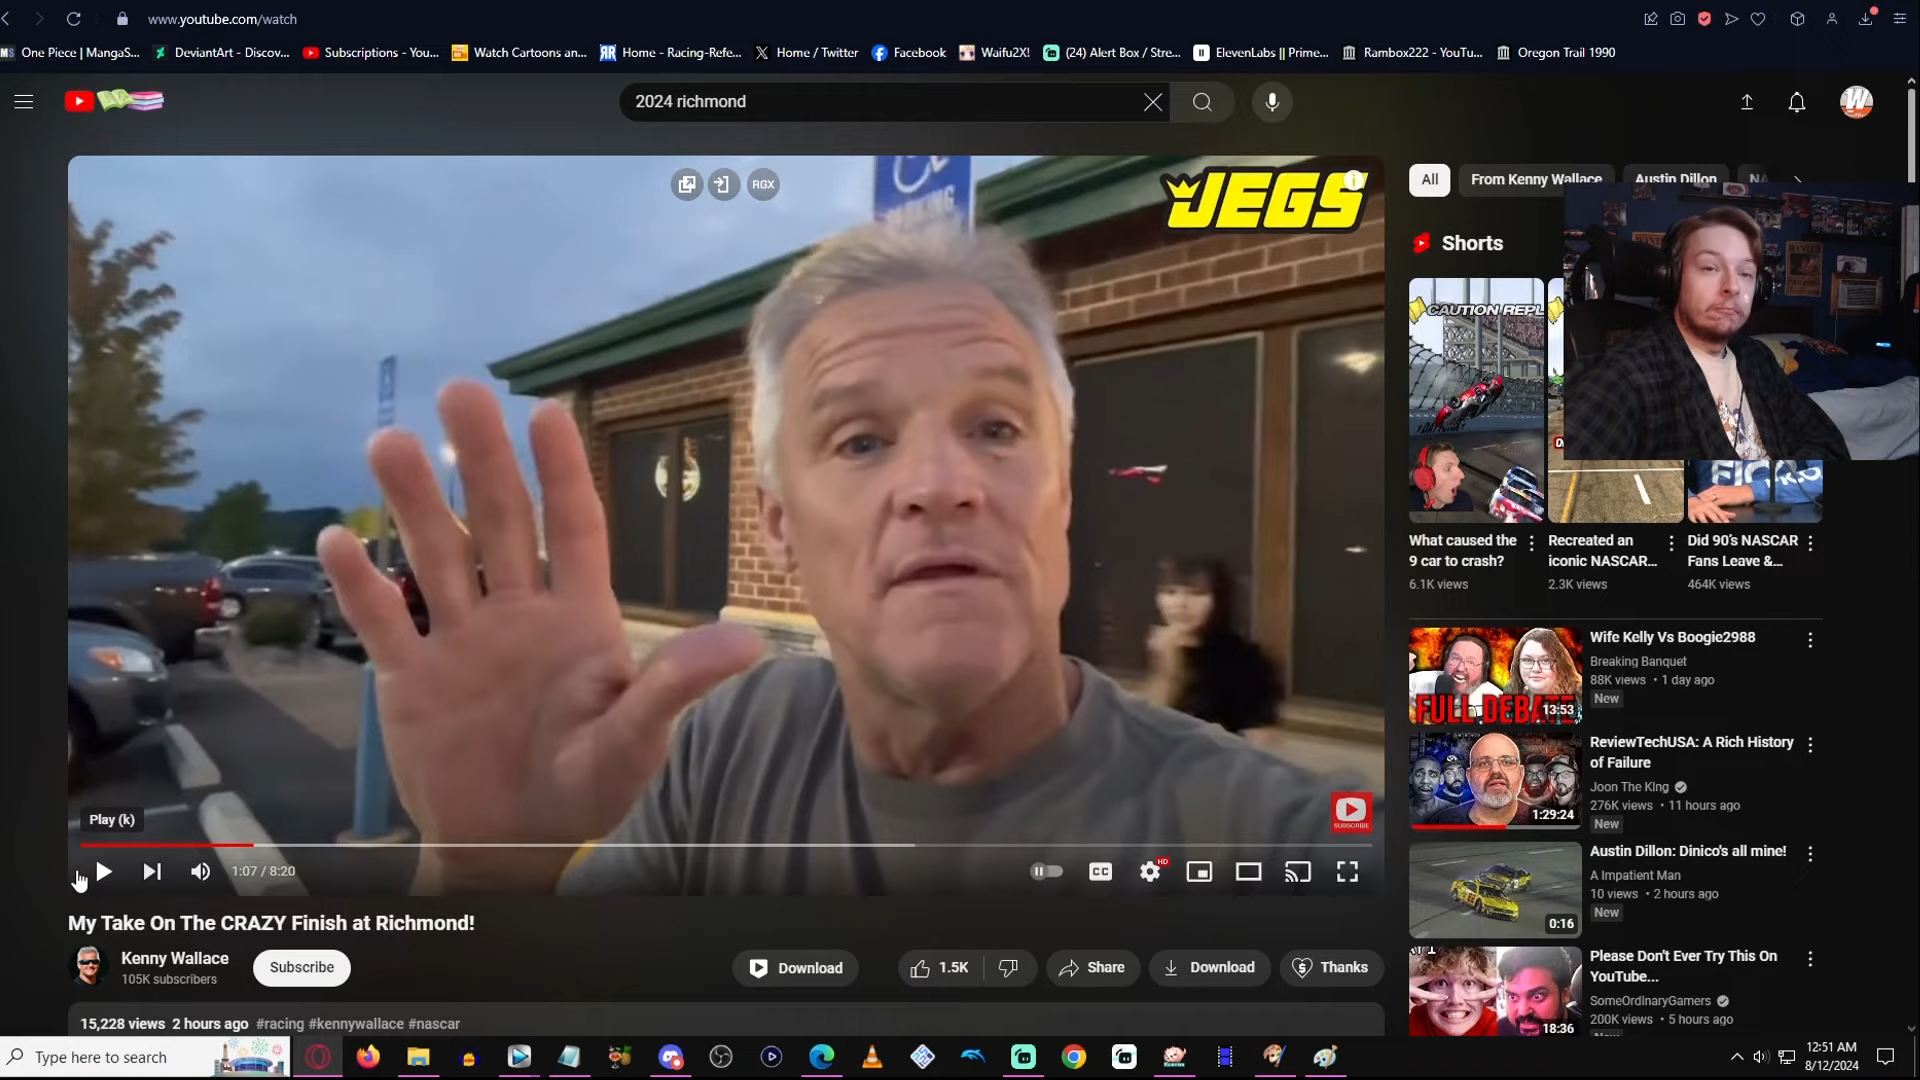 www.youtube.com/watch
One Piece | MangaS...
DeviantArt - Discov...
Subscriptions - You...
Watch Cartoons an...
Home - Racing-Refe...
Home / Twitter
Facebook
Waifu2X!
(24) Alert Box / Stre...
ElevenLabs || Prime...
Rambox222 - YouTu...
Oregon Trail 1990
2024 richmond
RGX
PARKING
JEGS
All
From Kenny Wallace
Austin Dillon
NA
Shorts
CAUTION REPL
What caused the
9 car to crash?
6.1K views
Recreated an
iconic NASCAR...
2.3K views
Did 90's NASCAR
Fans Leave &...
464K views
FULL DEBATE
13:53
Wife Kelly Vs Boogie2988
Breaking Banquet
88K views • 1 day ago
New
1:29:24
ReviewTechUSA: A Rich History
of Failure
Joon The King
276K views • 11 hours ago
New
0:16
Austin Dillon: Dinico's all mine!
A Impatient Man
10 views • 2 hours ago
New
18:36
Please Don't Ever Try This On
YouTube...
SomeOrdinaryGamers
200K views • 5 hours ago
Play (k)
SUBSCRIBE
1:07 / 8:20
CC
HD
My Take On The CRAZY Finish at Richmond!
Kenny Wallace
105K subscribers
Subscribe
Download
1.5K
Share
Download
Thanks
15,228 views 2 hours ago #racing #kennywallace #nascar
Type here to search
12:51 AM
8/12/2024